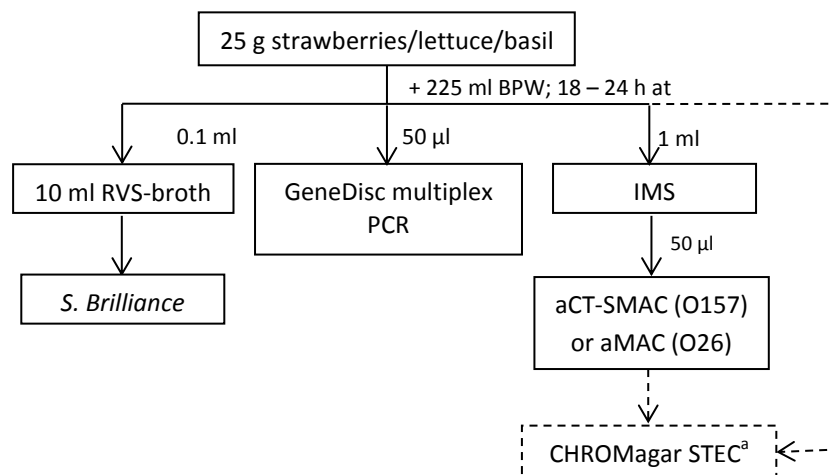 25 g strawberries/lettuce/basil
+ 225 ml BPW; 18 – 24 h at
0.1 ml
50 µl
1 ml
10 ml RVS-broth
GeneDisc multiplex
PCR
IMS
50 µl
S. Brilliance
aCT-SMAC (O157)
or aMAC (O26)
CHROMagar STECᵃ